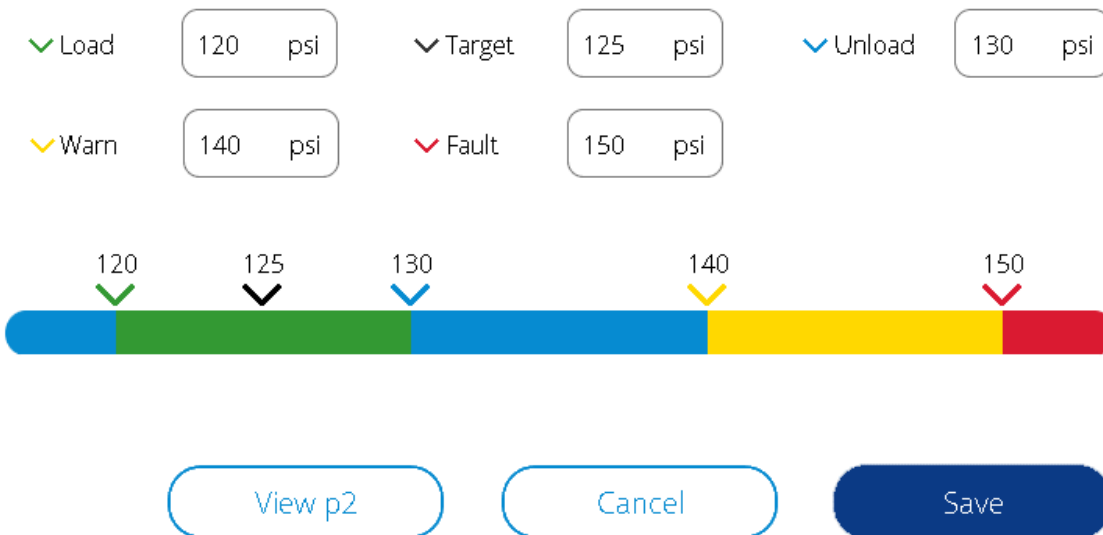 Load 120 psi Target 125 psi Unload 130 psi
Warn 140 psi Fault 150 psi
120 125 130 140 150
View p2 Cancel Save